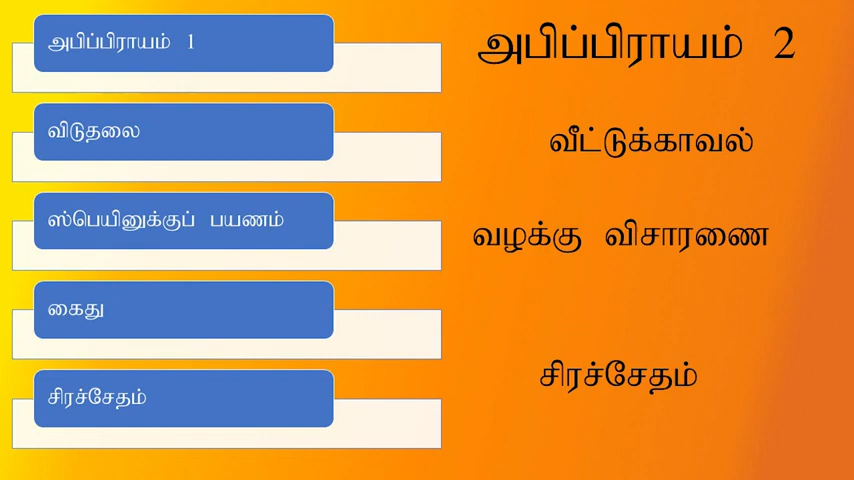 அபிப்பிராயம் 1
விடுதலை
ஸ்பெயினுக்குப் பயணம்
கைது
சிரச்சேதம்
அபிப்பிராயம் 2
வீட்டுக்காவல்
வழக்கு விசாரணை
சிரச்சேதம்